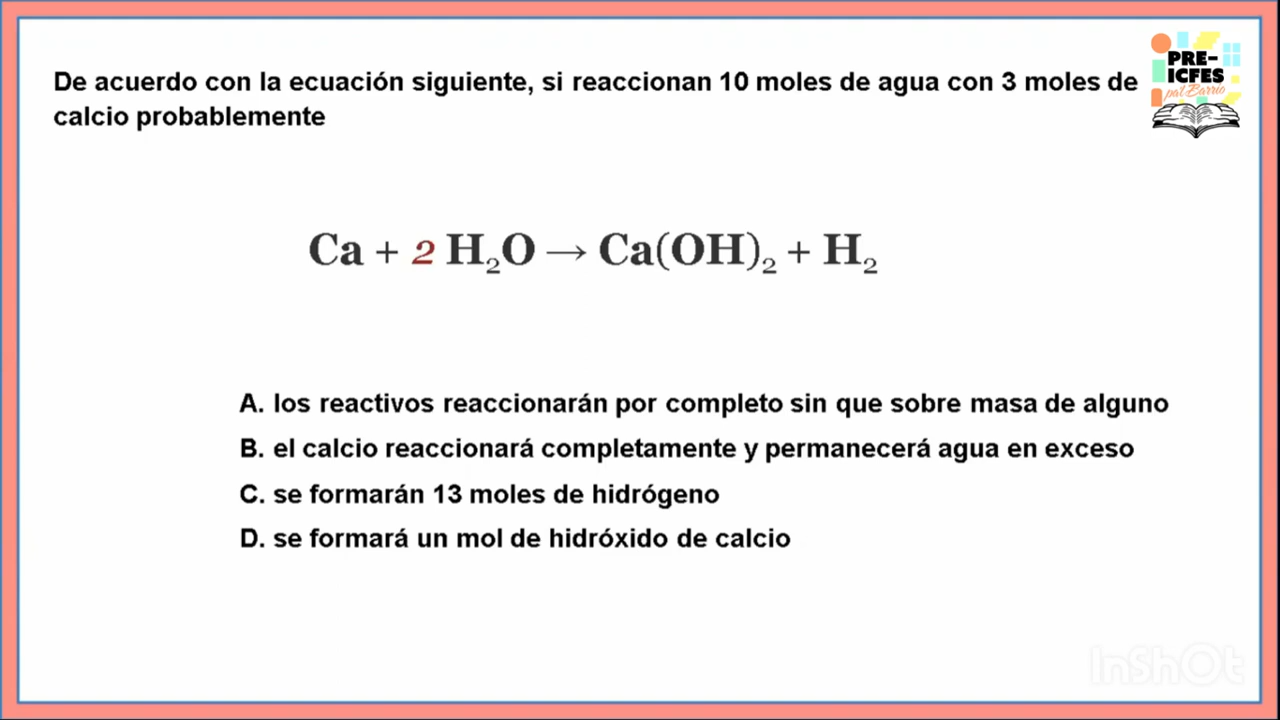 PRE-
ICFES
pa'l Barrio
De acuerdo con la ecuación siguiente, si reaccionan 10 moles de agua con 3 moles de
calcio probablemente
Ca + 2 H₂O → Ca(OH)₂ + H₂
A. los reactivos reaccionarán por completo sin que sobre masa de alguno
B. el calcio reaccionará completamente y permanecerá agua en exceso
C. se formarán 13 moles de hidrógeno
D. se formará un mol de hidróxido de calcio
InShOt